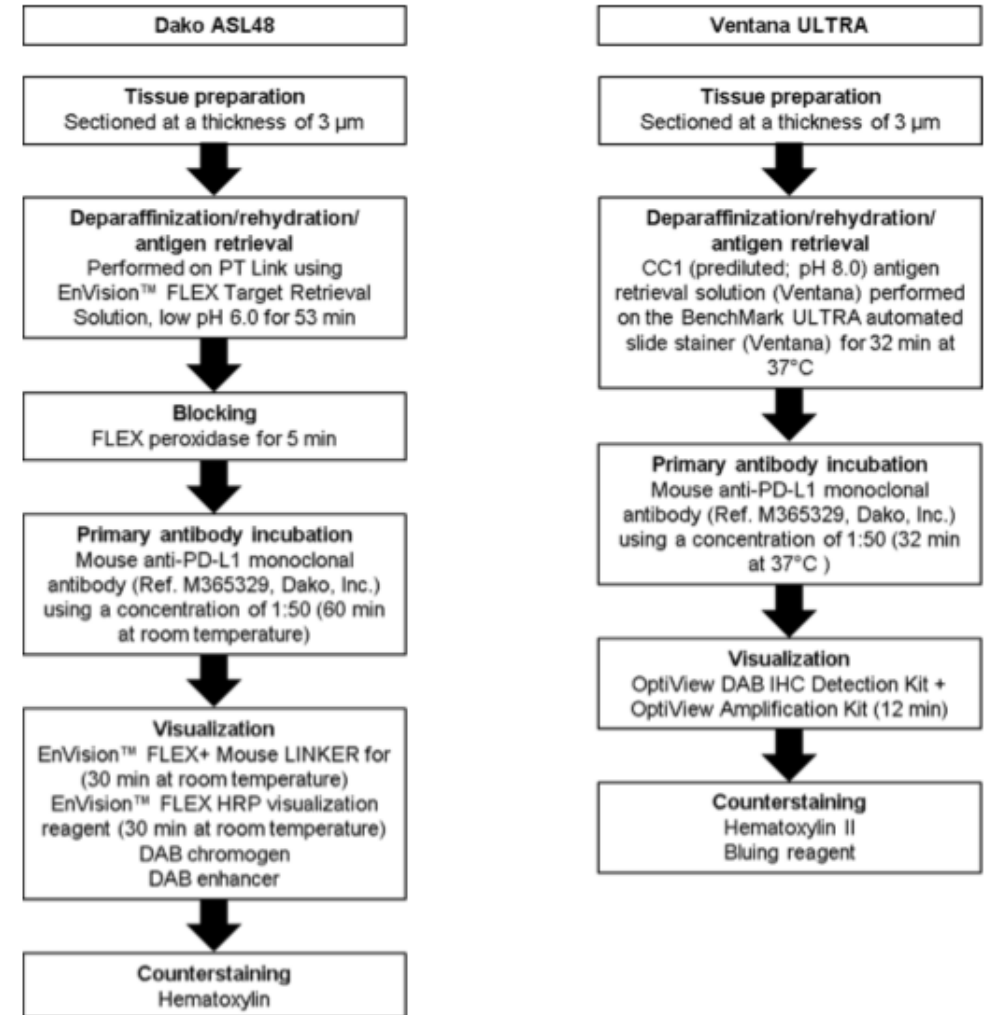 Dako ASL48
Tissue preparation
Sectioned at a thickness of 3 µm
Deparaffinization/rehydration/
antigen retrieval
Performed on PT Link using
EnVision™ FLEX Target Retrieval
Solution, low pH 6.0 for 53 min
Blocking
FLEX peroxidase for 5 min
Primary antibody incubation
Mouse anti-PD-L1 monoclonal
antibody (Ref. M365329, Dako, Inc.)
using a concentration of 1:50 (60 min
at room temperature)
Visualization
EnVision™ FLEX+ Mouse LINKER for
(30 min at room temperature)
EnVision™ FLEX HRP visualization
reagent (30 min at room temperature)
DAB chromogen
DAB enhancer
Counterstaining
Hematoxylin
Ventana ULTRA
Tissue preparation
Sectioned at a thickness of 3 µm
Deparaffinization/rehydration/
antigen retrieval
CC1 (prediluted; pH 8.0) antigen
retrieval solution (Ventana) performed
on the BenchMark ULTRA automated
slide stainer (Ventana) for 32 min at
37°C
Primary antibody incubation
Mouse anti-PD-L1 monoclonal
antibody (Ref. M365329, Dako, Inc.)
using a concentration of 1:50 (32 min
at 37°C )
Visualization
OptiView DAB IHC Detection Kit +
OptiView Amplification Kit (12 min)
Counterstaining
Hematoxylin II
Bluing reagent